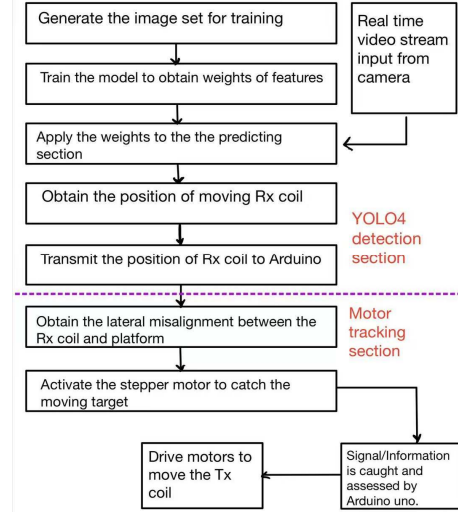 Generate the image set for training
Real time
video stream
input from
camera
Train the model to obtain weights of features
Apply the weights to the the predicting
section
Obtain the position of moving Rx coil
YOLO4
detection
section
Transmit the position of Rx coil to Arduino
Motor
tracking
section
Obtain the lateral misalignment between the
Rx coil and platform
Activate the stepper motor to catch the
moving target
Signal/Information
is caught and
assessed by
Arduino uno.
Drive motors to
move the Tx
coil